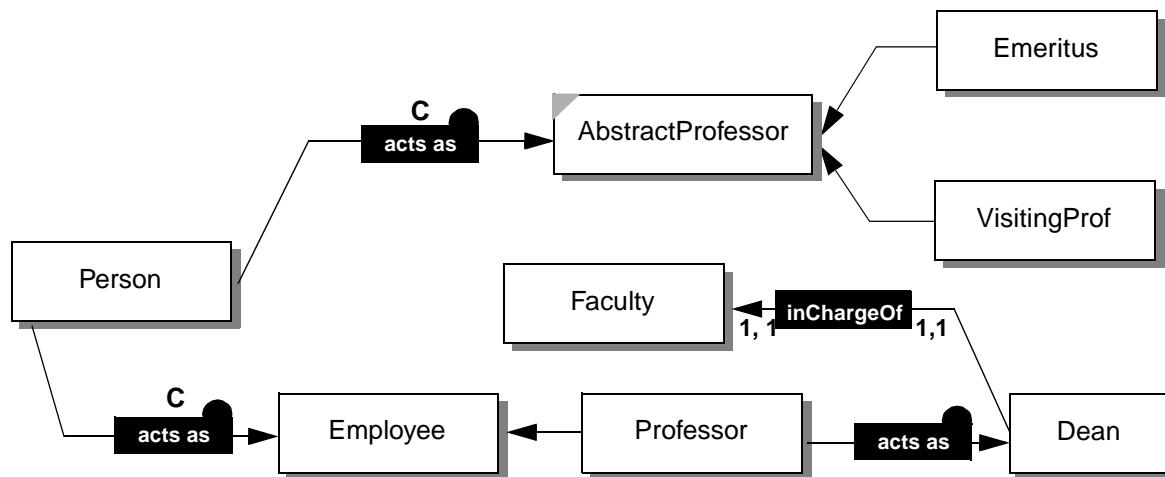 Emeritus
C
acts as
AbstractProfessor
VisitingProf
Person
Faculty
1, 1
inChargeOf
1,1
C
acts as
Employee
Professor
acts as
Dean